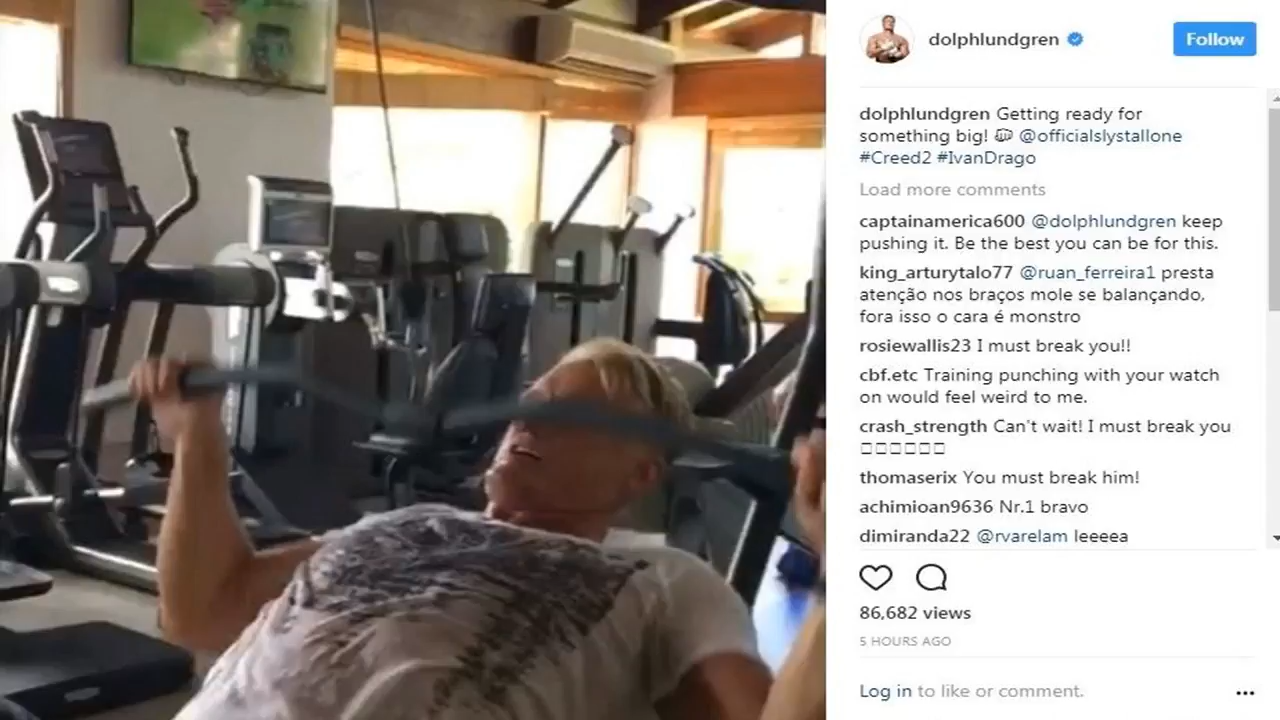 dolphlundgren
Follow
dolphlundgren Getting ready for
something big! @officialslystallone
#Creed2 #IvanDrago
Load more comments
captainamerica600 @dolphlundgren keep
pushing it. Be the best you can be for this.
king_arturytalo77 @ruan_ferreira1 presta
atenção nos braços mole se balançando,
fora isso o cara é monstro
rosiewallis23 I must break you!!
cbf.etc Training punching with your watch
on would feel weird to me.
crash_strength Can't wait! I must break you
□□□□□□
thomaserix You must break him!
achimioan9636 Nr.1 bravo
dimiranda22 @rvarelam leeeea
86,682 views
5 HOURS AGO
Log in to like or comment.